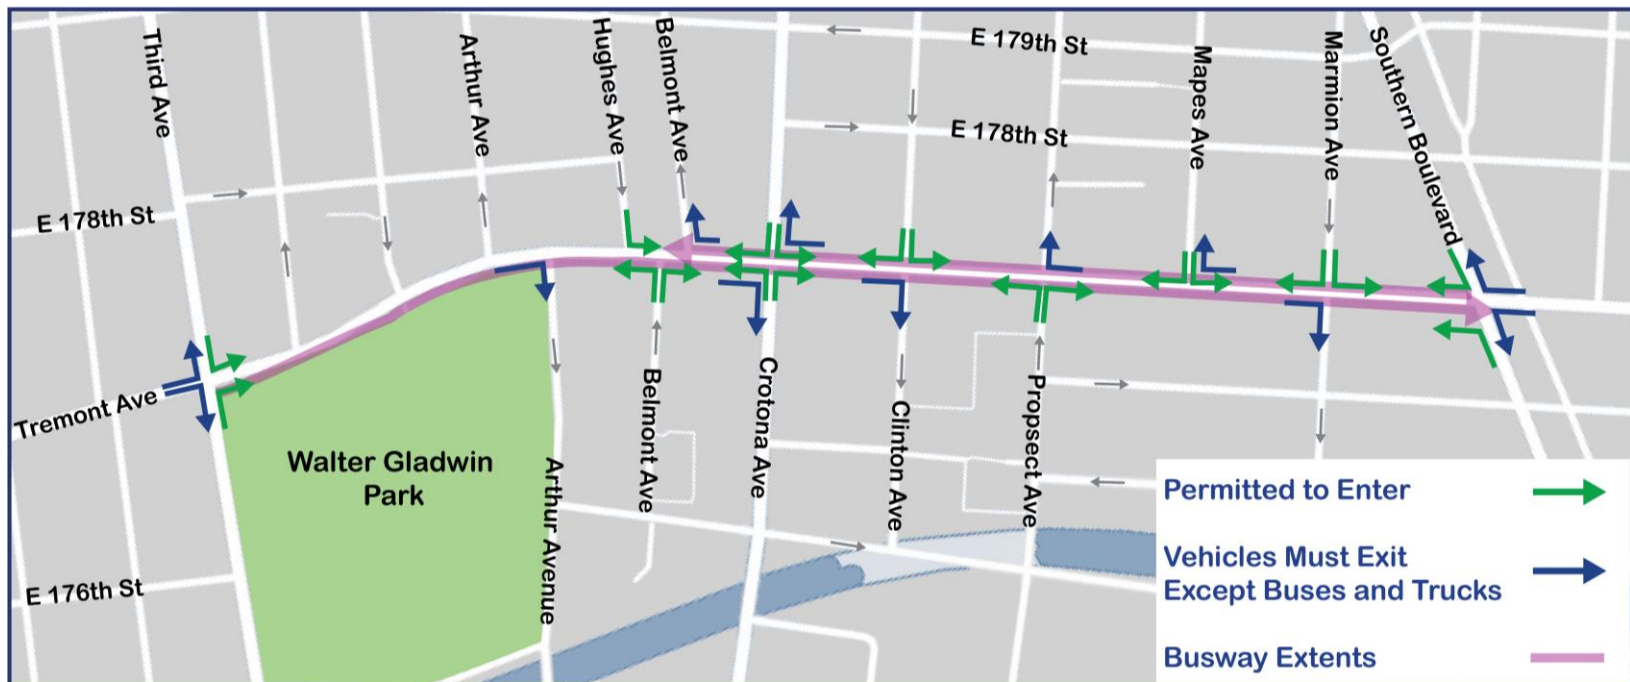 Third Ave
Arthur Ave
Hughes Ave
Belmont Ave
E 179th St
E 178th St
Mapes Ave
Marmion Ave
Southern Boulevard
E 178th St
Tremont Ave
Walter Gladwin
Park
Arthur Avenue
Belmont Ave
Crotona Ave
Clinton Ave
Propsect Ave
E 176th St
Permitted to Enter
Vehicles Must Exit
Except Buses and Trucks
Busway Extents